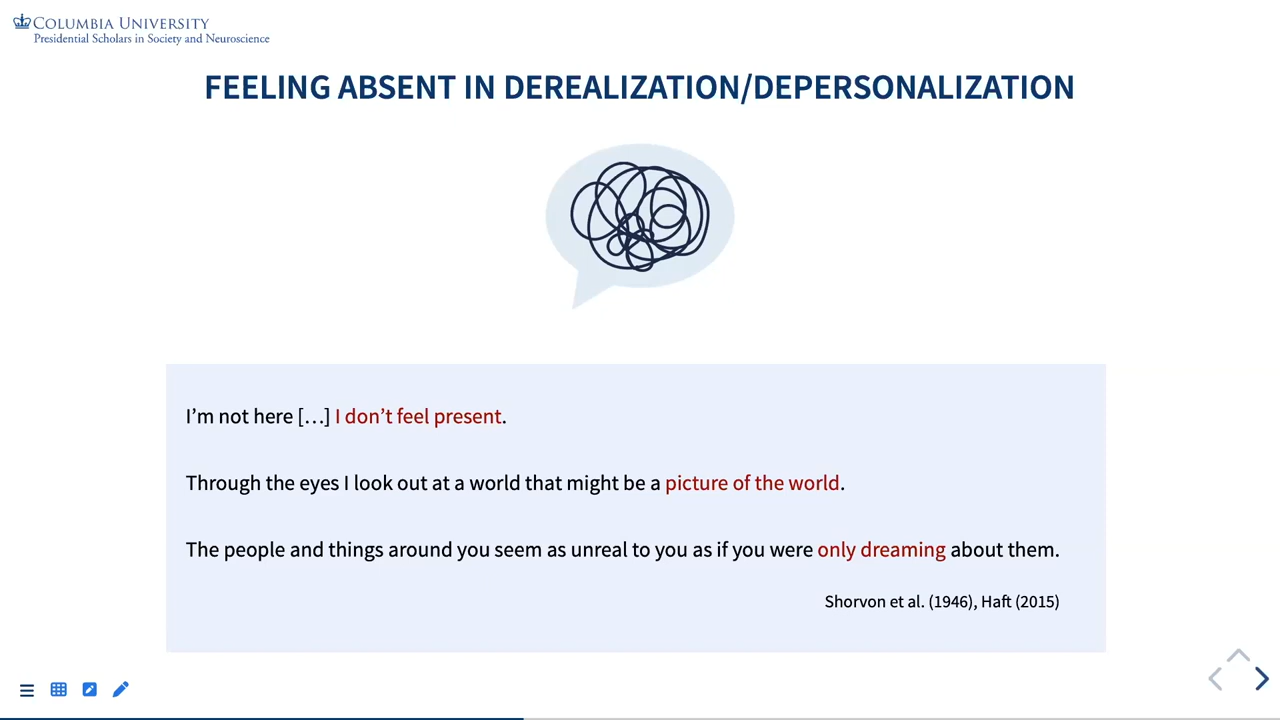 COLUMBIA UNIVERSITY
Presidential Scholars in Society and Neuroscience
FEELING ABSENT IN DEREALIZATION/DEPERSONALIZATION
I’m not here […] I don’t feel present.
Through the eyes I look out at a world that might be a picture of the world.
The people and things around you seem as unreal to you as if you were only dreaming about them.
Shorvon et al. (1946), Haft (2015)